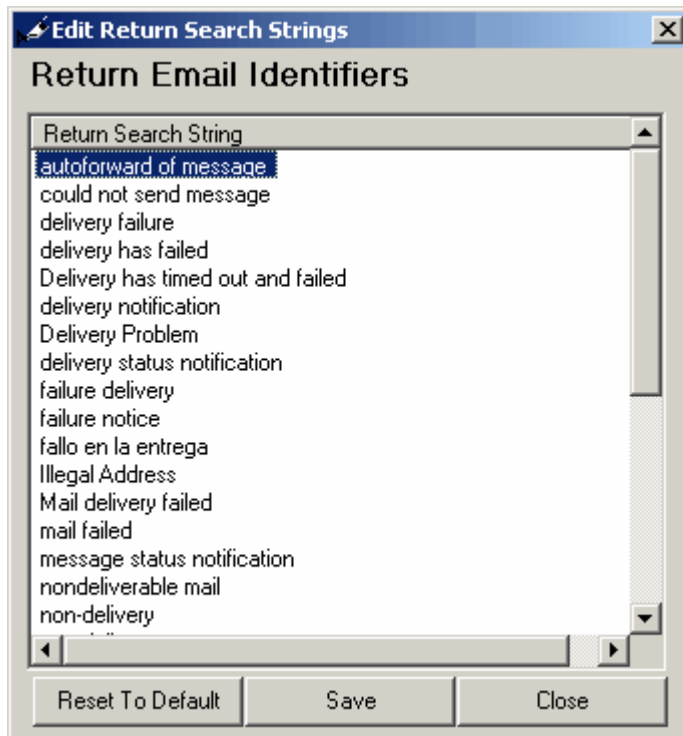 Edit Return Search Strings
Return Email Identifiers
Return Search String
autoforward of message
could not send message
delivery failure
delivery has failed
Delivery has timed out and failed
delivery notification
Delivery Problem
delivery status notification
failure delivery
failure notice
fallo en la entrega
Illegal Address
Mail delivery failed
mail failed
message status notification
nondeliverable mail
non-delivery
Reset To Default Save Close